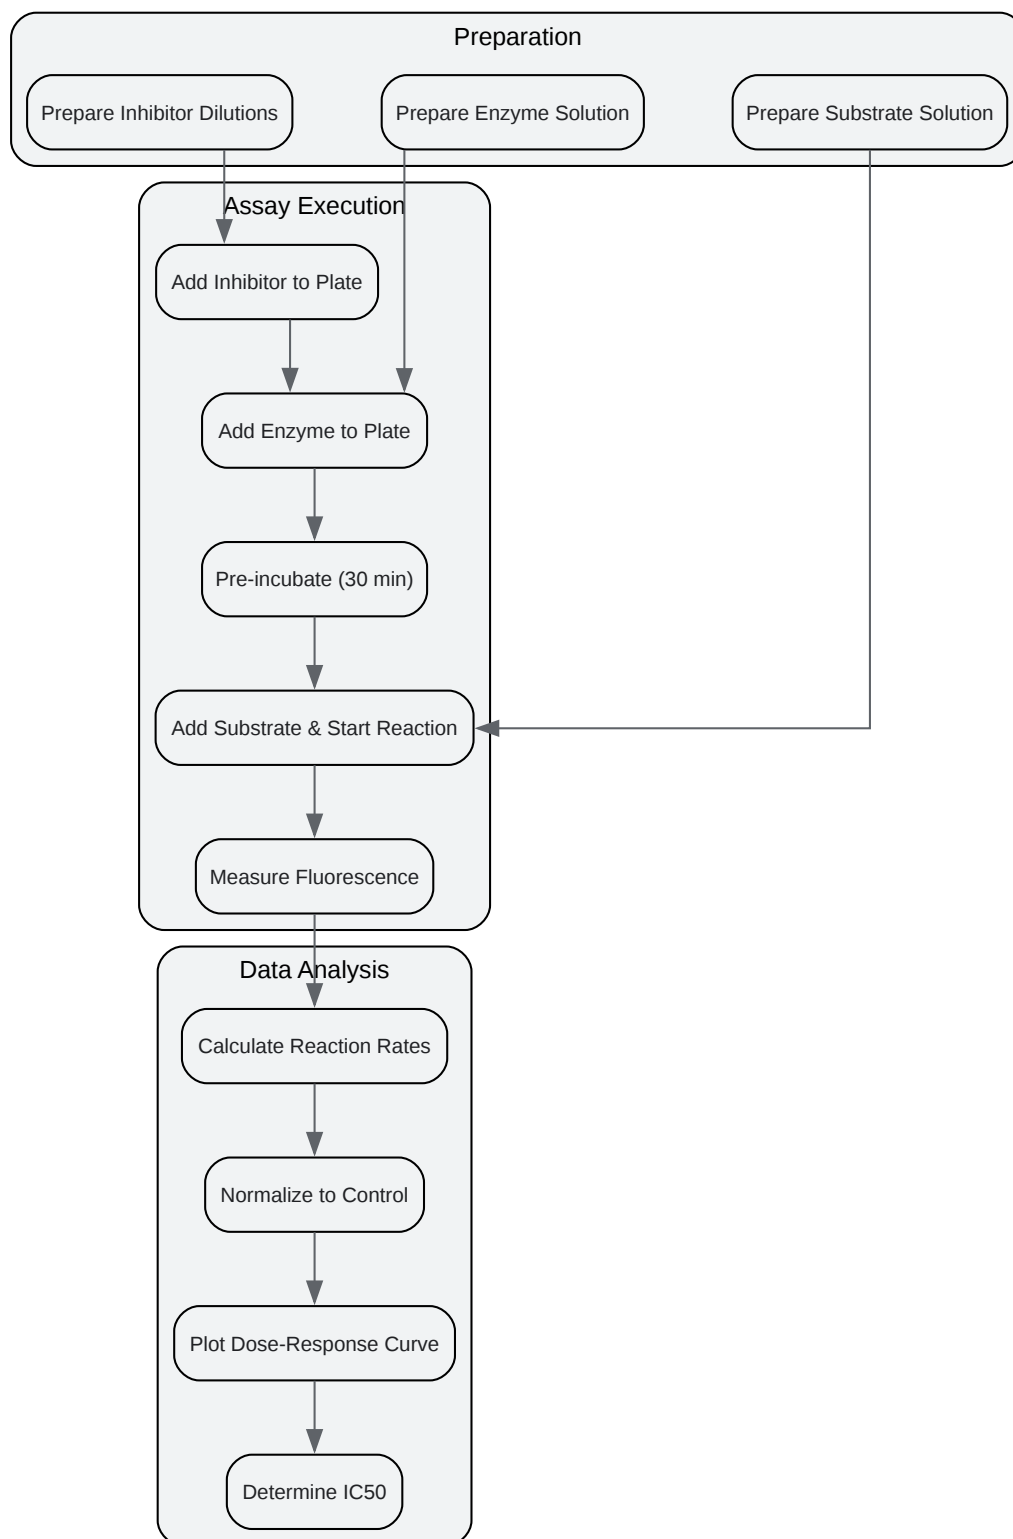 Preparation
Prepare Inhibitor Dilutions
Prepare Enzyme Solution
Prepare Substrate Solution
Assay Execution
Add Inhibitor to Plate
Add Enzyme to Plate
Pre-incubate (30 min)
Add Substrate & Start Reaction
Measure Fluorescence
Data Analysis
Calculate Reaction Rates
Normalize to Control
Plot Dose-Response Curve
Determine IC50